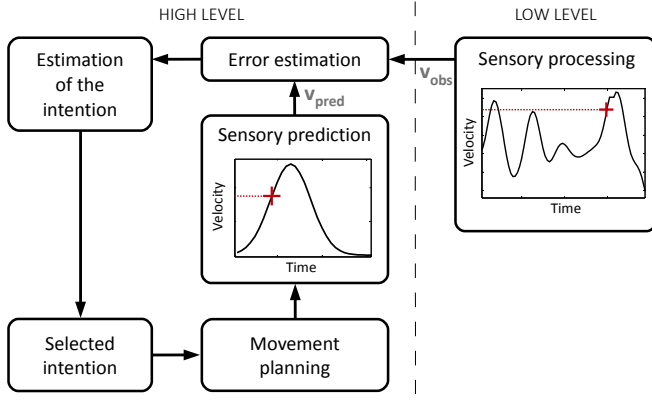 HIGH LEVEL
LOW LEVEL
Estimation
of the
intention
Error estimation
Sensory processing
v_obs
v_pred
Velocity
Time
Sensory prediction
Velocity
Time
Selected
intention
Movement
planning